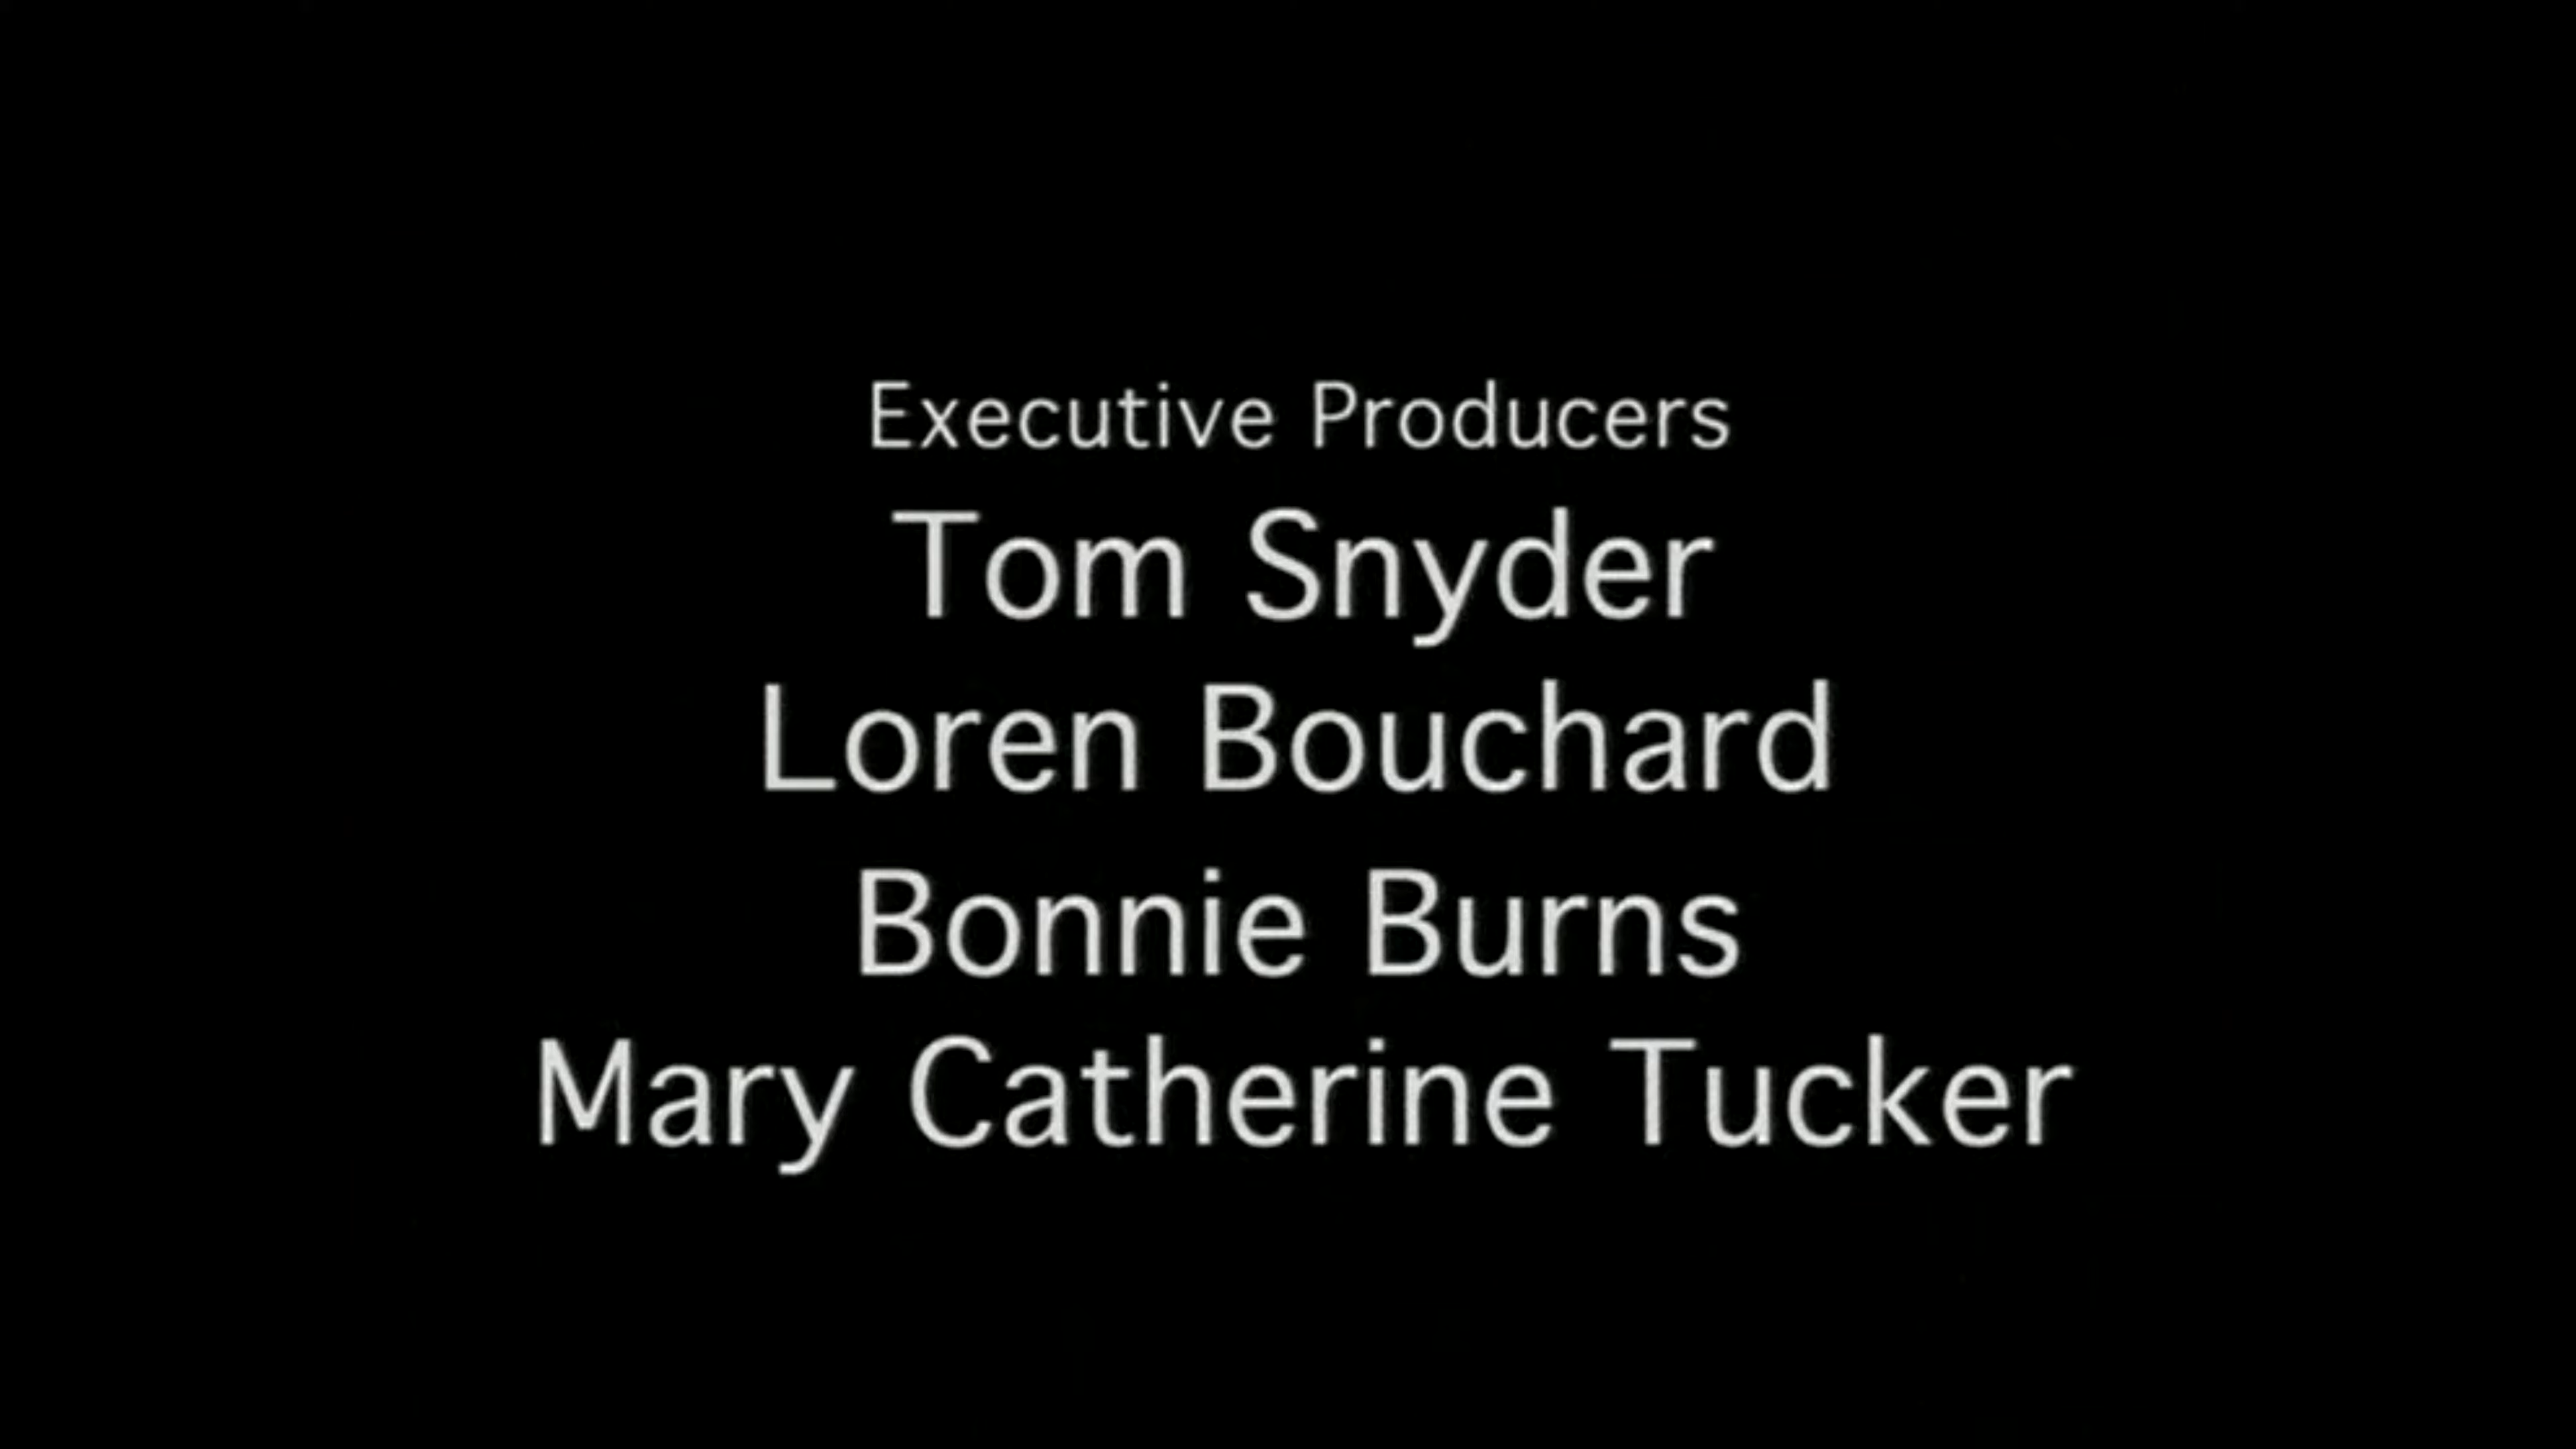 Executive Producers
Tom Snyder
Loren Bouchard
Bonnie Burns
Mary Catherine Tucker